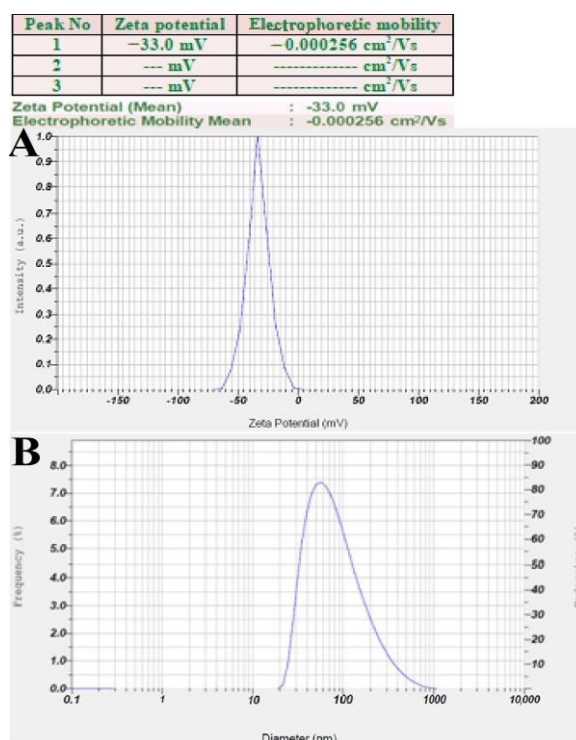 Peak No Zeta potential Electrophoretic mobility
1 −33.0 mV −0.000256 cm²/Vs
2 --- mV ------------ cm²/Vs
3 --- mV ------------ cm²/Vs
Zeta Potential (Mean) : -33.0 mV
Electrophoretic Mobility Mean : -0.000256 cm²/Vs
A
Intensity (a.u.)
1.0
0.9
0.8
0.7
0.6
0.5
0.4
0.3
0.2
0.1
0.0
-150 -100 -50 0 50 100 150 200
Zeta Potential (mV)
B
Frequency (%)
8.0
7.0
6.0
5.0
4.0
3.0
2.0
1.0
0.0
100
90
80
70
60
50
40
30
20
10
0.1 1 10 100 1000 10,000
Diameter (nm)